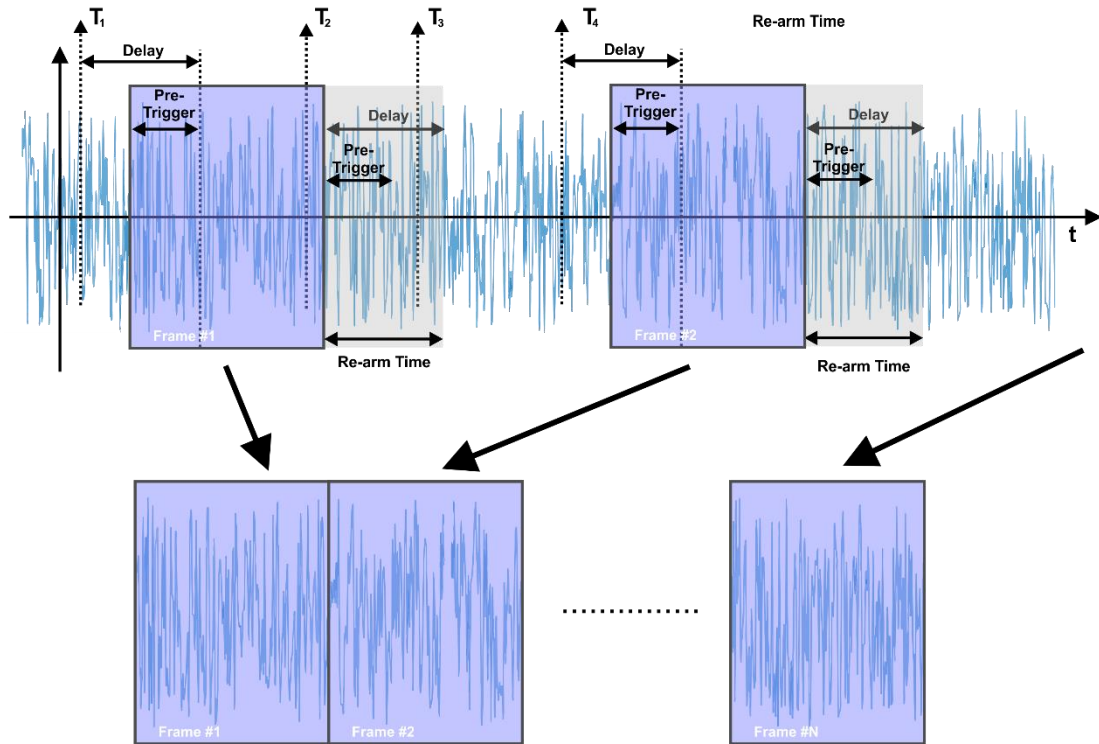 T1
T2
T3
T4
Re-arm Time
Delay
Delay
Pre-
Trigger
Delay
Pre-
Trigger
Pre-
Trigger
Delay
Pre-
Trigger
t
Frame #1
Frame #2
Re-arm Time
Re-arm Time
Frame #1
Frame #2
Frame #N